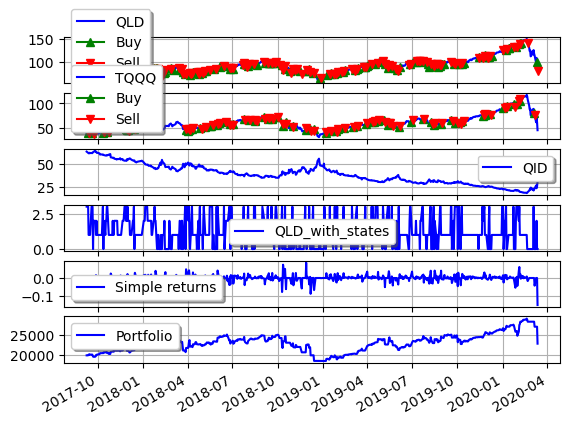 QLD
Buy
Sell
150
100
TQQQ
Buy
Sell
100
50
QID
50
25
QLD_with_states
2.5
0.0
Simple returns
0.0
−0.1
Portfolio
25000
20000
2017-10
2018-01
2018-04
2018-07
2018-10
2019-01
2019-04
2019-07
2019-10
2020-01
2020-04